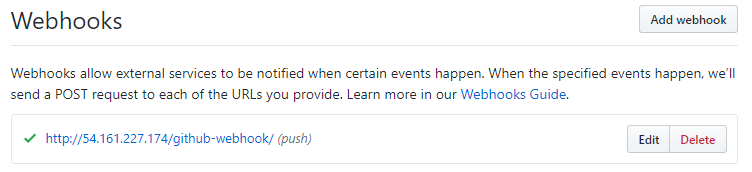 Webhooks
Add webhook
Webhooks allow external services to be notified when certain events happen. When the specified events happen, we'll
send a POST request to each of the URLs you provide. Learn more in our Webhooks Guide.
http://54.161.227.174/github-webhook/ (push)
Edit
Delete